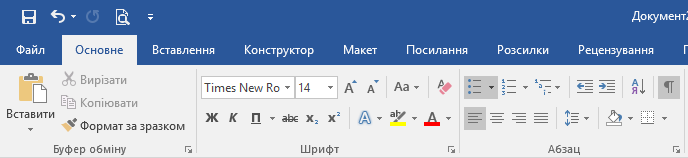 Документ2
Файл Основне Вставлення Конструктор Макет Посилання Розсилки Рецензування
Вирізати
Копіювати
Формат за зразком
Вставити
Буфер обміну
Times New Ro 14 Aa
Ж К П abc x₂ x² A ab A
Шрифт
Абзац